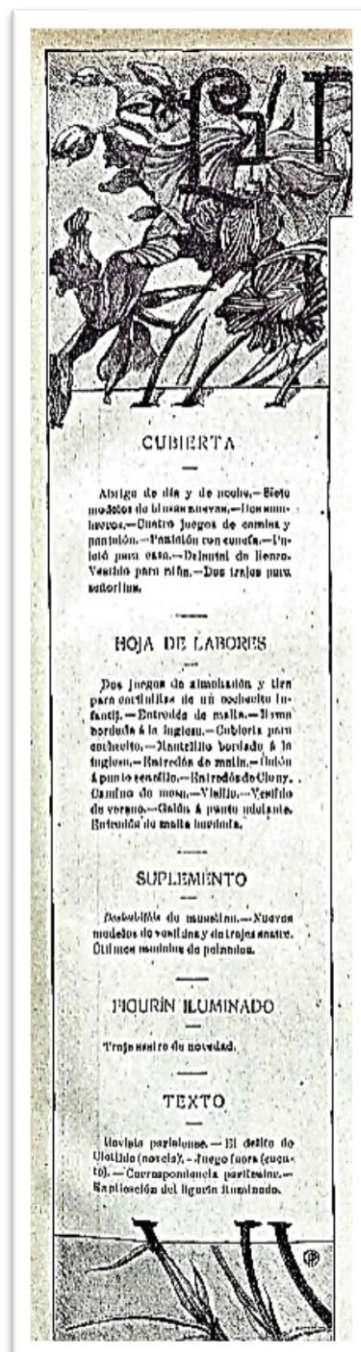 CUBIERTA
Abrigo de día y de noche.—Siete
modelos de blusas nuevas.—Dos som-
breros.—Cuatro juegos de camisa y
pantalón.—Pantalón con
para casa.—Delantal de lienzo.
Vestido para niña.—Dos trajes para
señoritas.
HOJA DE LABORES
Dos juegos de almohadón y tira
para cortinillas de un cochecito in-
fantil.—Entredós de malla.—
bordada á la inglesa.—Cubierta para
cochecito.—Mantelillo bordado á la
inglesa.—Entredós de malla.—Galón
á punto sencillo.—Entredós de Cluny.
Camino de mesa.—Visillo.—Vestido
de verano.—Galón á punto adelante.
Entredós de malla bordada.
SUPLEMENTO
Deshabillés de muselina.—Nuevos
modelos de vestidos y de trajes sastre.
Últimos modelos de peinados.
FIGURÍN ILUMINADO
Traje sastre de novedad.
TEXTO
Revista parisiense.—El delito de
Clotilde (novela).—Juego fuera (cuen-
to).—Correspondencia particular.—
Explicación del figurín iluminado.